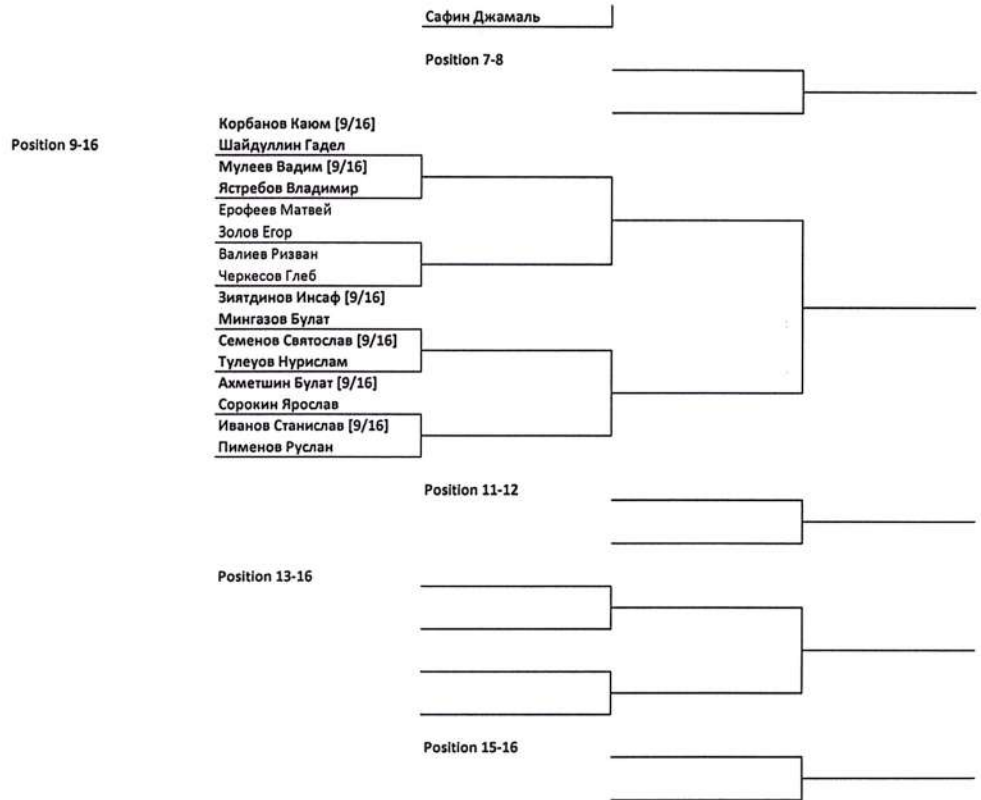 Сафин Джамаль
Position 7-8
Position 9-16
Корбанов Каюм [9/16]
Шайдуллин Гадел
Мулеев Вадим [9/16]
Ястребов Владимир
Ерофеев Матвей
Золов Егор
Валиев Ризван
Черкесов Глеб
Зиятдинов Инсаф [9/16]
Мингазов Булат
Семенов Святослав [9/16]
Тулеуов Нурислам
Ахметшин Булат [9/16]
Сорокин Ярослав
Иванов Станислав [9/16]
Пименов Руслан
Position 11-12
Position 13-16
Position 15-16